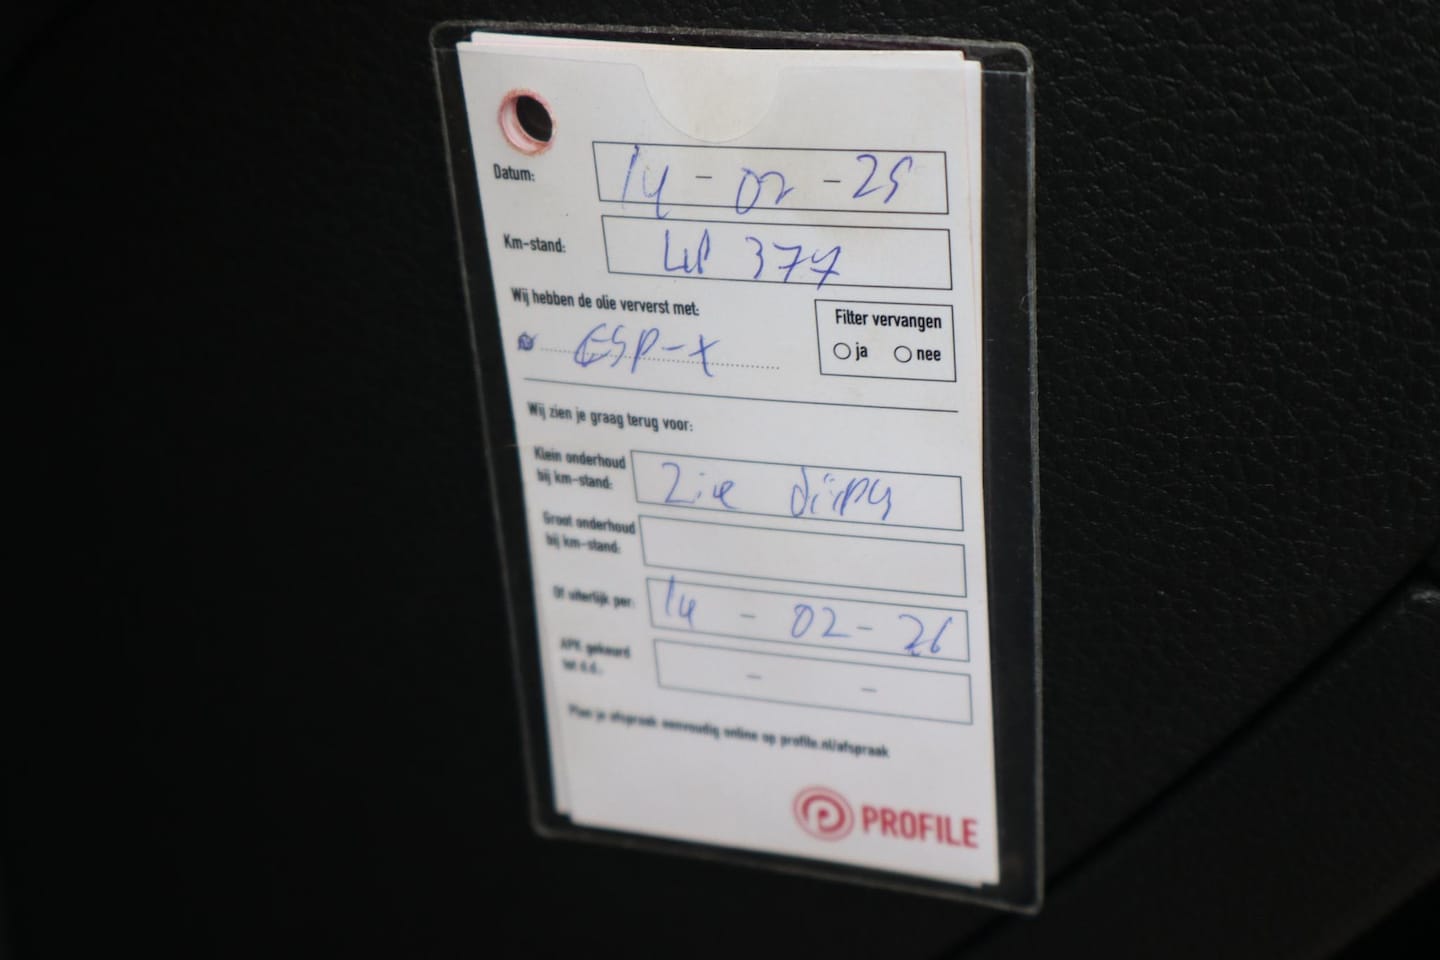 Datum: 14-02-25
Km-stand: 377
Wij hebben de olie ververst met:
ESP-X
Filter vervangen
ja nee
Wij zien je graag terug voor:
Klein onderhoud
bij km-stand: Zie
Groot onderhoud
bij km-stand:
Of uiterlijk per: 14-02-26
APK gekeurd
tot d.d.: - -
Plan je afspraak eenvoudig online op profile.nl/afspraak
PROFILE